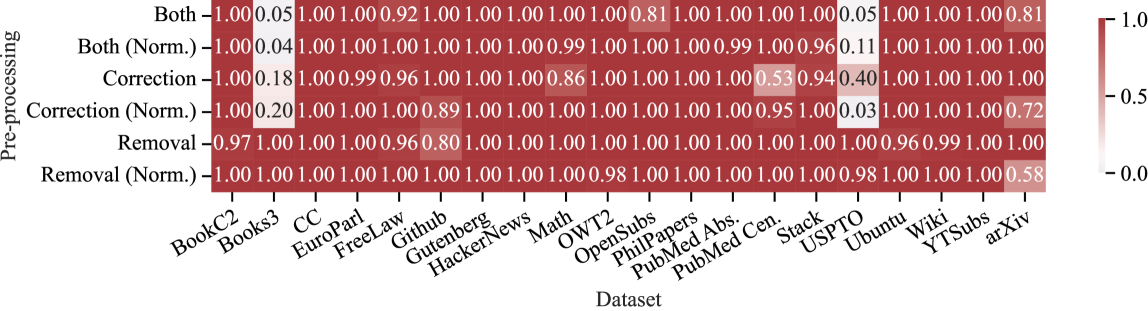 Pre-processing
Both 1.00 0.05 1.00 1.00 0.92 1.00 1.00 1.00 1.00 1.00 0.81 1.00 1.00 1.00 1.00 0.05 1.00 1.00 1.00 0.81
Both (Norm.) 1.00 0.04 1.00 1.00 1.00 1.00 1.00 1.00 0.99 1.00 1.00 1.00 0.99 1.00 0.96 0.11 1.00 1.00 1.00 1.00
Correction 1.00 0.18 1.00 0.99 0.96 1.00 1.00 1.00 0.86 1.00 1.00 1.00 1.00 0.53 0.94 0.40 1.00 1.00 1.00 1.00
Correction (Norm.) 1.00 0.20 1.00 1.00 1.00 0.89 1.00 1.00 1.00 1.00 1.00 1.00 1.00 0.95 1.00 0.03 1.00 1.00 1.00 0.72
Removal 0.97 1.00 1.00 1.00 0.96 0.80 1.00 1.00 1.00 1.00 1.00 1.00 1.00 1.00 1.00 1.00 0.96 0.99 1.00 1.00
Removal (Norm.) 1.00 1.00 1.00 1.00 1.00 1.00 1.00 1.00 1.00 0.98 1.00 1.00 1.00 1.00 1.00 0.98 1.00 1.00 1.00 0.58
BookC2 Books3 CC EuroParl FreeLaw Github Gutenberg HackerNews Math OWT2 OpenSubs PhilPapers PubMed Abs. PubMed Cen. Stack USPTO Ubuntu Wiki YTSubs arXiv
Dataset
1.0
0.5
0.0